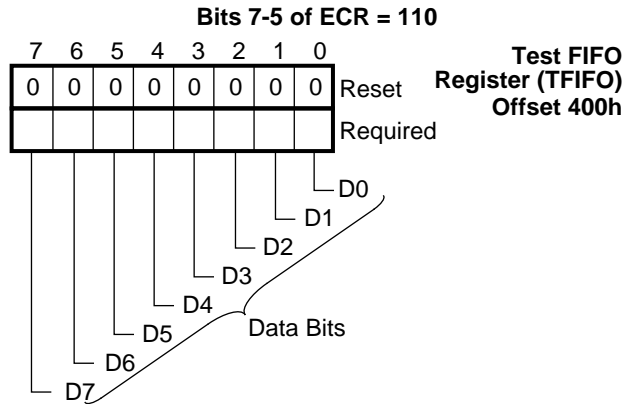 Bits 7-5 of ECR = 110
7 6 5 4 3 2 1 0
Test FIFO
Register (TFIFO)
Offset 400h
0 0 0 0 0 0 0 0 Reset
Required
D0
D1
D2
D3
D4
D5
D6
D7
Data Bits